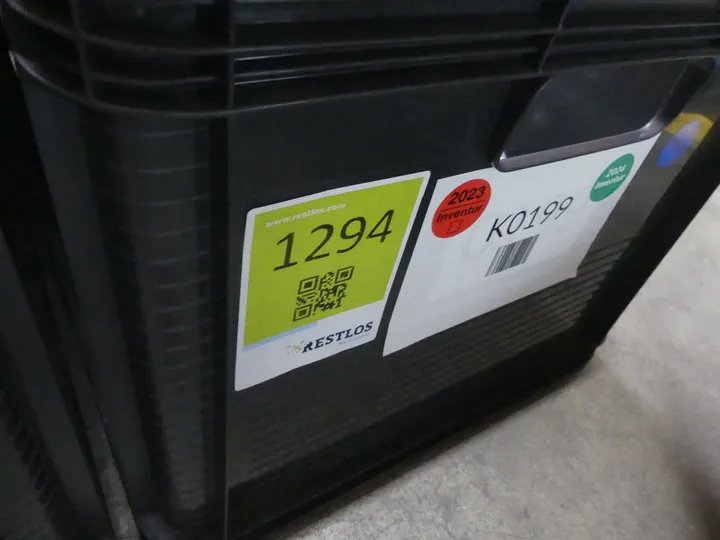 www.restlos.com
1294
RESTLOS
2023
Inventur
K0199
2024
Inventur